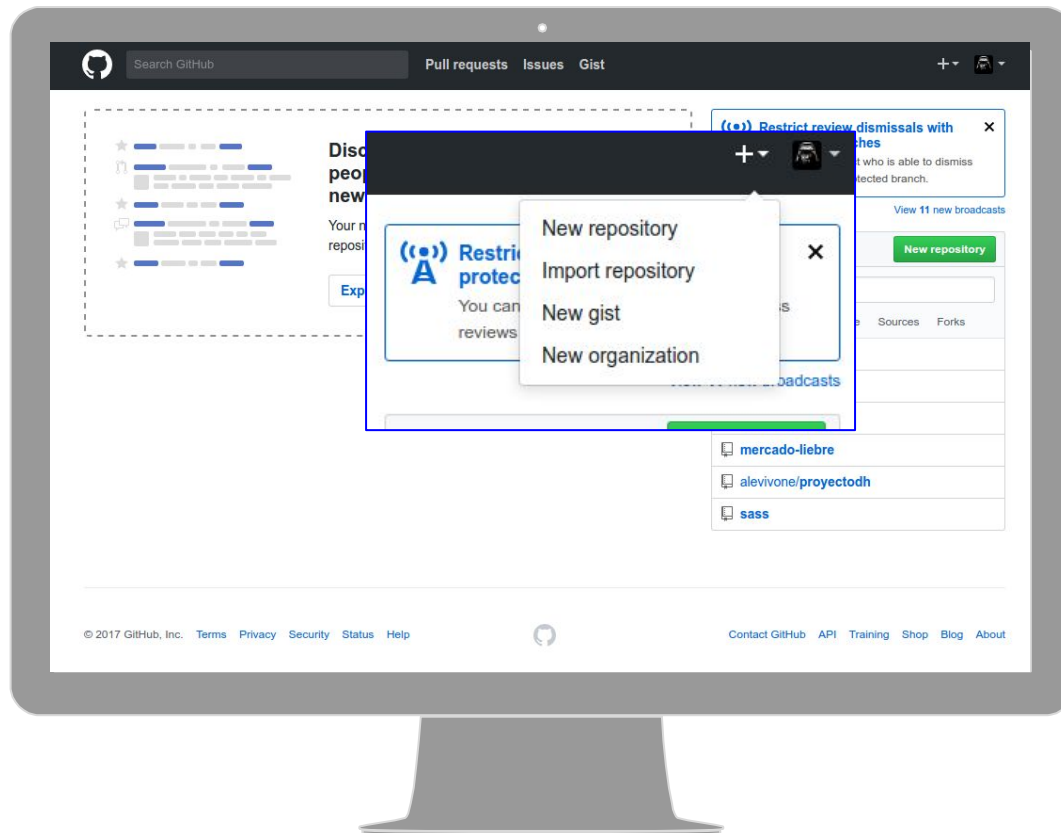 Search GitHub
Pull requests Issues Gist
Restrict review dismissals with
ches
t who is able to dismiss
tected branch.
View 11 new broadcasts
New repository
Sources Forks
mercado-liebre
alevivone/proyectodh
sass
Disc
peop
new
Your n
reposi
Exp
New repository
Import repository
New gist
New organization
Restri
protec
You can
reviews
broadcasts
© 2017 GitHub, Inc. Terms Privacy Security Status Help
Contact GitHub API Training Shop Blog About